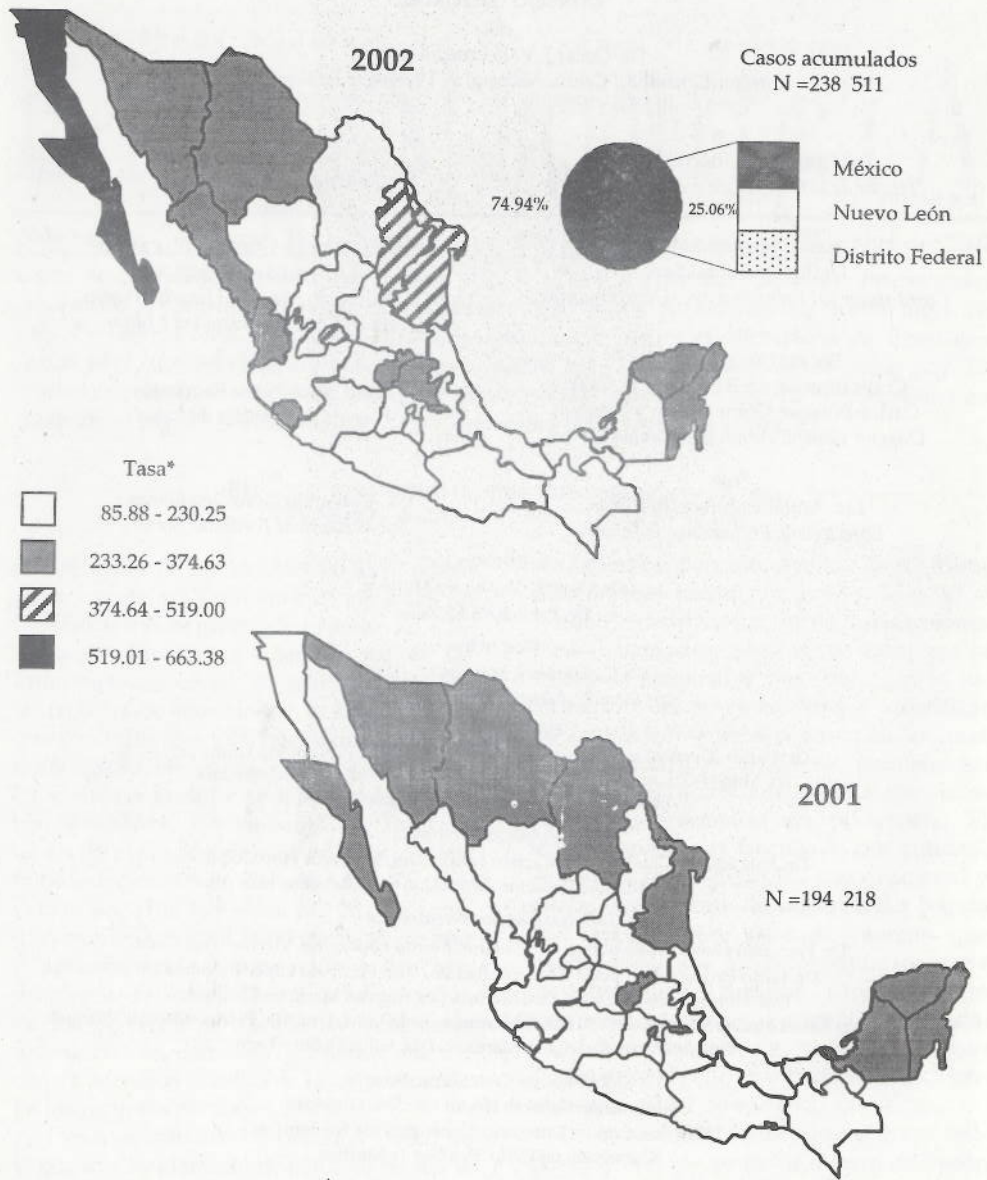 2002
Casos acumulados
N =238 511
74.94%
25.06%
México
Nuevo León
Distrito Federal
Tasa*
85.88 - 230.25
233.26 - 374.63
374.64 - 519.00
519.01 - 663.38
2001
N =194 218